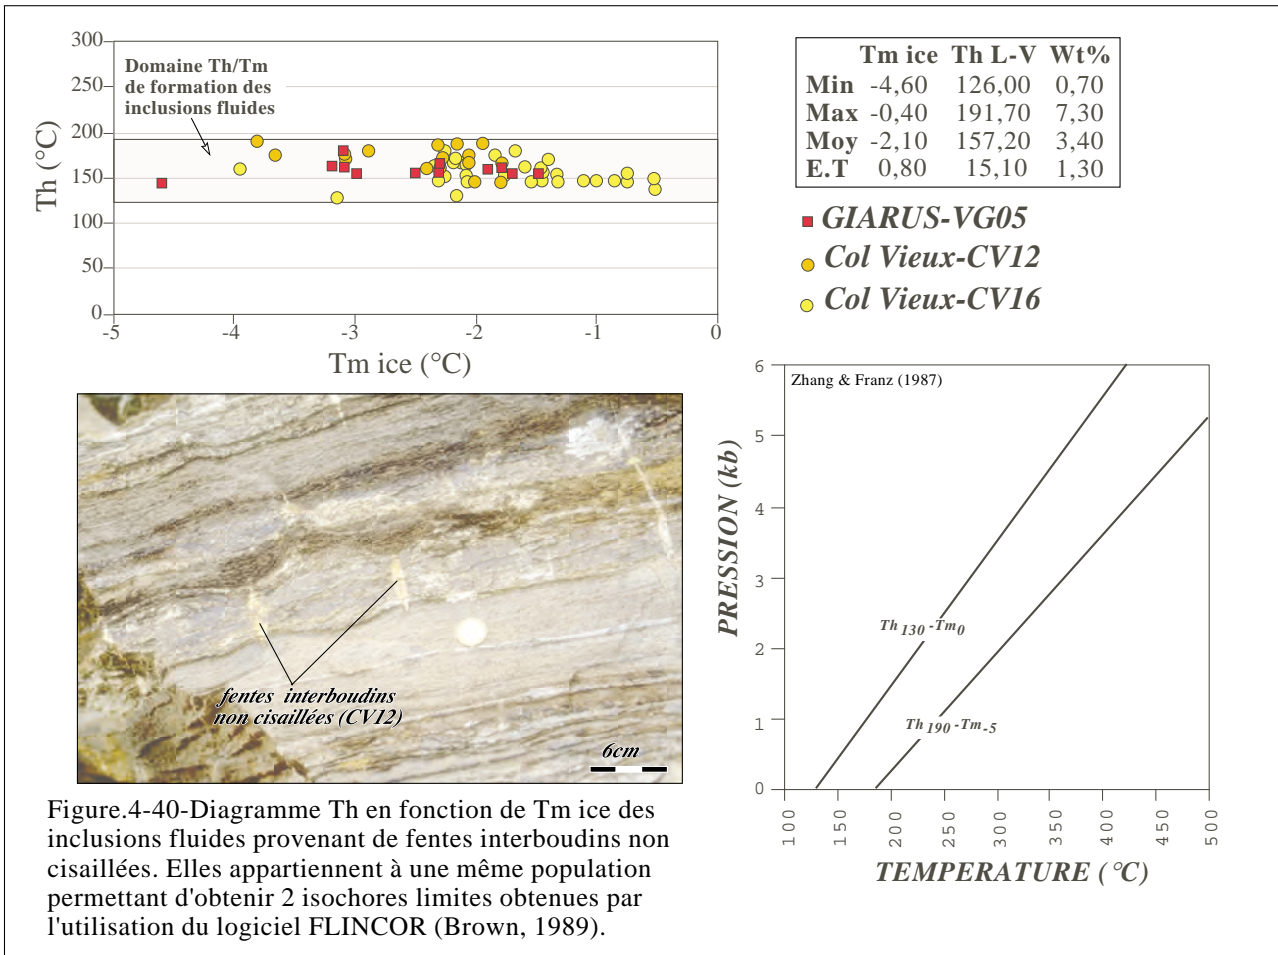 300
250
200
150
100
50
0
Th (°C)
Domaine Th/Tm
de formation des
inclusions fluides
-5 -4 -3 -2 -1 0
Tm ice (°C)
Tm ice Th L-V Wt%
Min -4,60 126,00 0,70
Max -0,40 191,70 7,30
Moy -2,10 157,20 3,40
E.T 0,80 15,10 1,30
GIARUS-VG05
Col Vieux-CV12
Col Vieux-CV16
fentes interboudins
non cisaillées (CV12)
6cm
Zhang & Franz (1987)
6
5
4
3
2
1
0
PRESSION (kb)
Th130-Tm0
Th190-Tm-5
100 150 200 250 300 350 400 450 500
TEMPERATURE (°C)
Figure.4-40-Diagramme Th en fonction de Tm ice des
inclusions fluides provenant de fentes interboudins non
cisaillées. Elles appartiennent à une même population
permettant d'obtenir 2 isochores limites obtenues par
l'utilisation du logiciel FLINCOR (Brown, 1989).